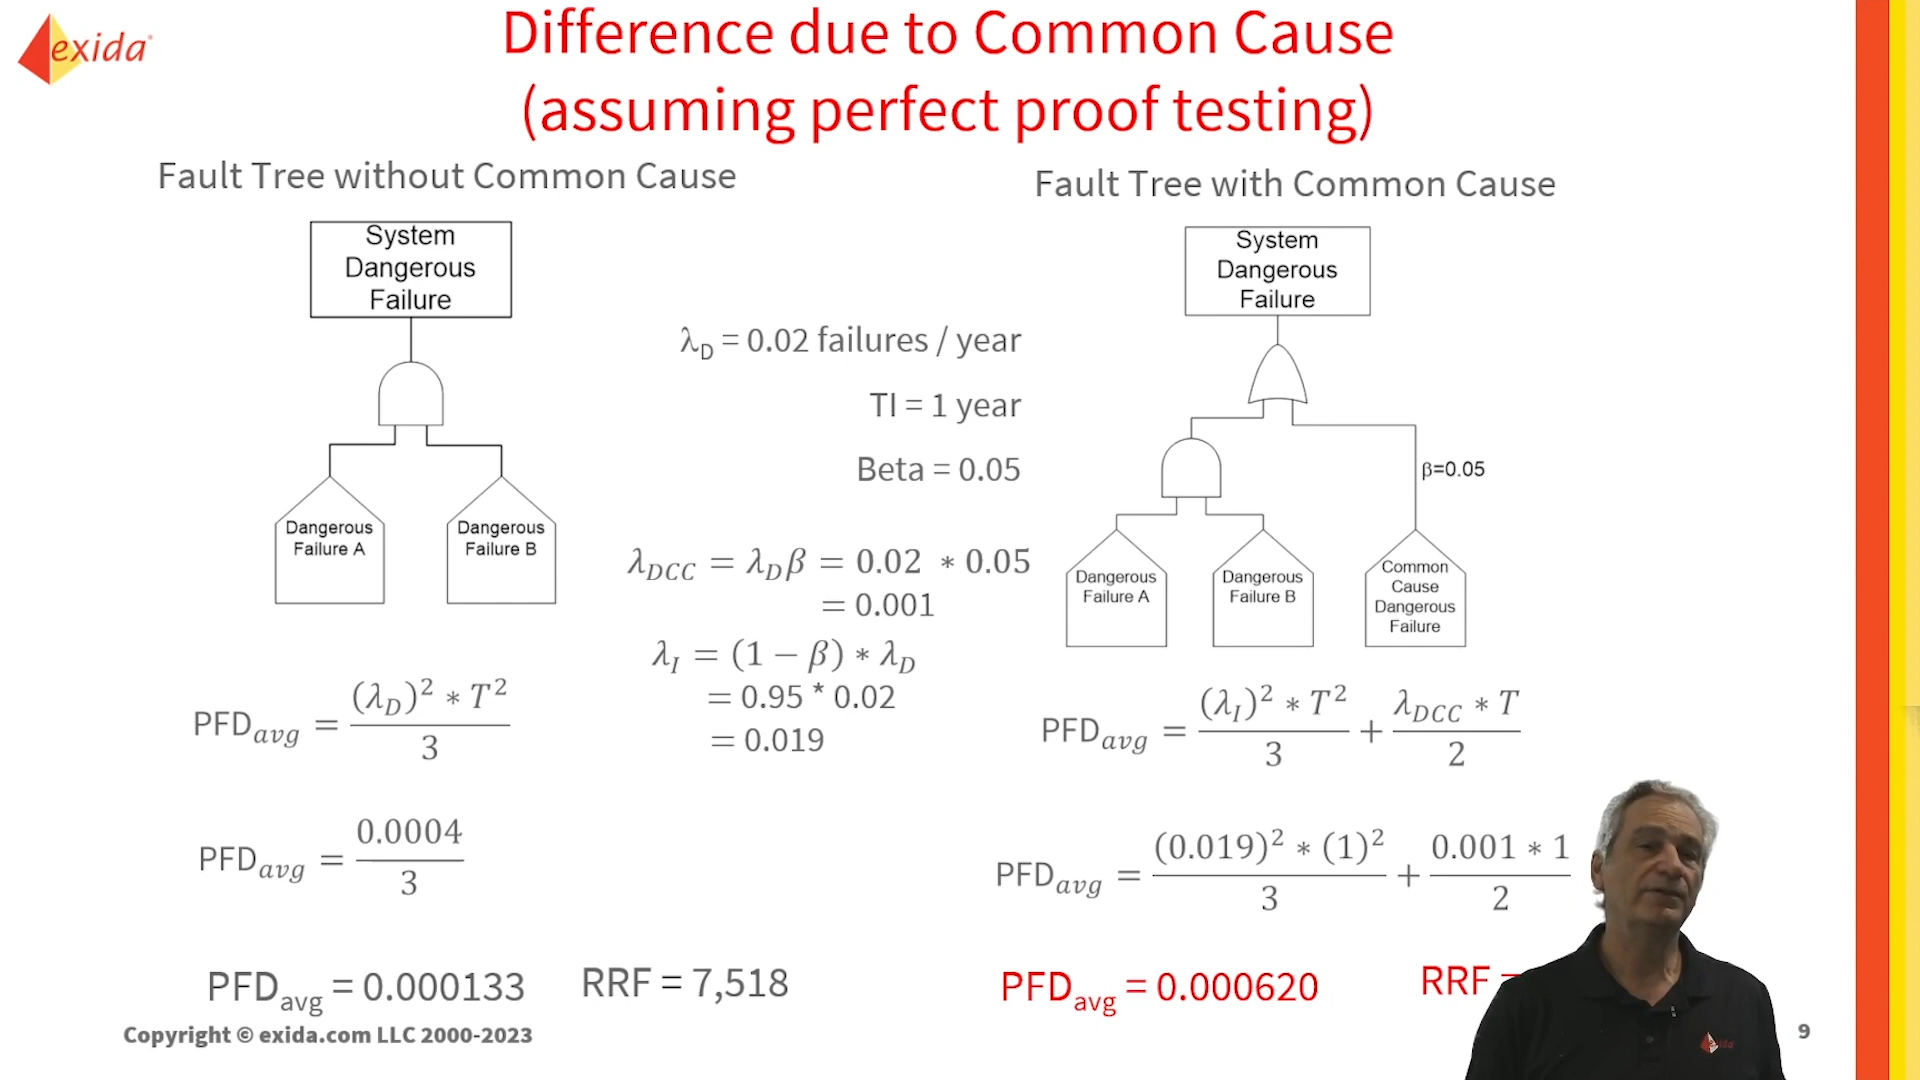 exida
Difference due to Common Cause
(assuming perfect proof testing)
Fault Tree without Common Cause
System
Dangerous
Failure
Dangerous
Failure A
Dangerous
Failure B
PFDavg = (λD)² * T² / 3
PFDavg = 0.0004 / 3
PFDavg = 0.000133
RRF = 7,518
λD = 0.02 failures / year
TI = 1 year
Beta = 0.05
λDCC = λDβ = 0.02 * 0.05
= 0.001
λI = (1 − β) * λD
= 0.95 * 0.02
= 0.019
Fault Tree with Common Cause
System
Dangerous
Failure
β=0.05
Dangerous
Failure A
Dangerous
Failure B
Common
Cause
Dangerous
Failure
PFDavg = (λI)² * T² / 3 + λDCC * T / 2
PFDavg = (0.019)² * (1)² / 3 + 0.001 * 1 / 2
PFDavg = 0.000620
RRF =
Copyright © exida.com LLC 2000-2023
9